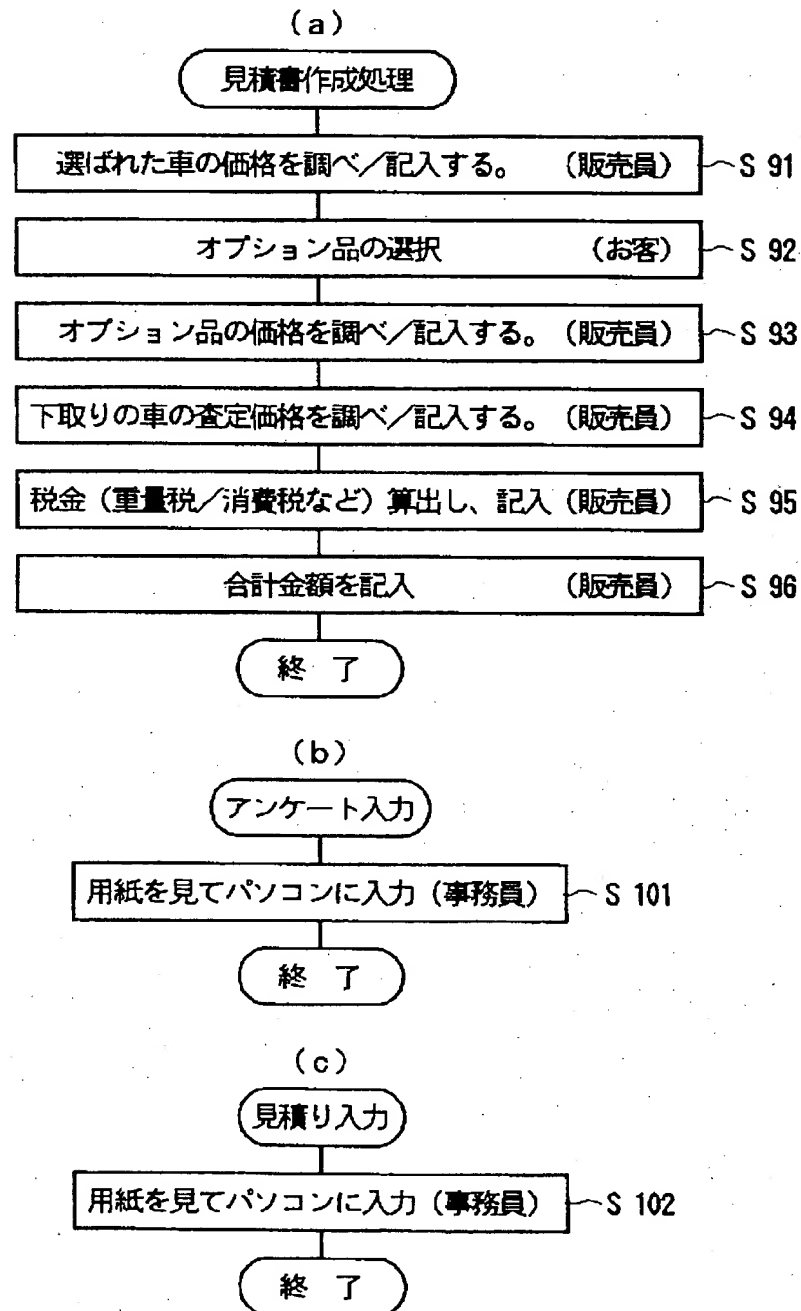 (a)
見積書作成処理
選ばれた車の価格を調べ／記入する。 (販売員) S 91
オプション品の選択 (お客) S 92
オプション品の価格を調べ／記入する。 (販売員) S 93
下取りの車の査定価格を調べ／記入する。 (販売員) S 94
税金(重量税／消費税など)算出し、記入(販売員) S 95
合計金額を記入 (販売員) S 96
終 了
(b)
アンケート入力
用紙を見てパソコンに入力(事務員) S 101
終 了
(c)
見積り入力
用紙を見てパソコンに入力(事務員) S 102
終 了